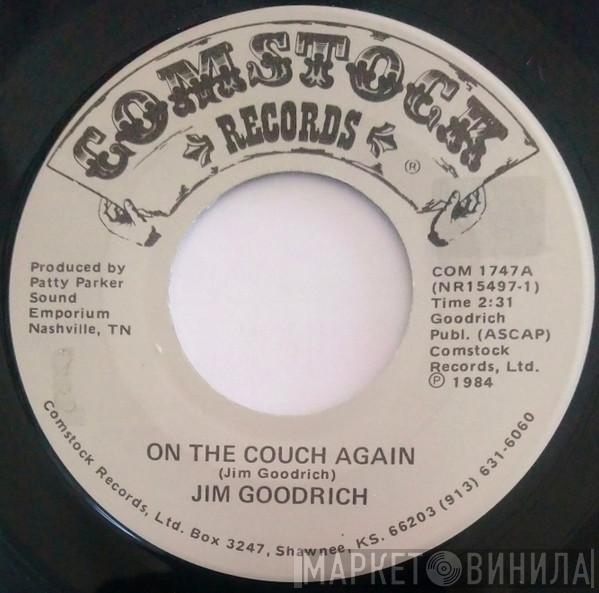 COMSTOCK
RECORDS
®
Produced by
Patty Parker
Sound
Emporium
Nashville, TN
COM 1747A
(NR15497-1)
Time 2:31
Goodrich
Publ. (ASCAP)
Comstock
Records, Ltd.
℗ 1984
ON THE COUCH AGAIN
(Jim Goodrich)
JIM GOODRICH
Comstock Records, Ltd. Box 3247, Shawnee, KS. 66203 (913) 631-6060
МАРКЕТ ВИНИЛА